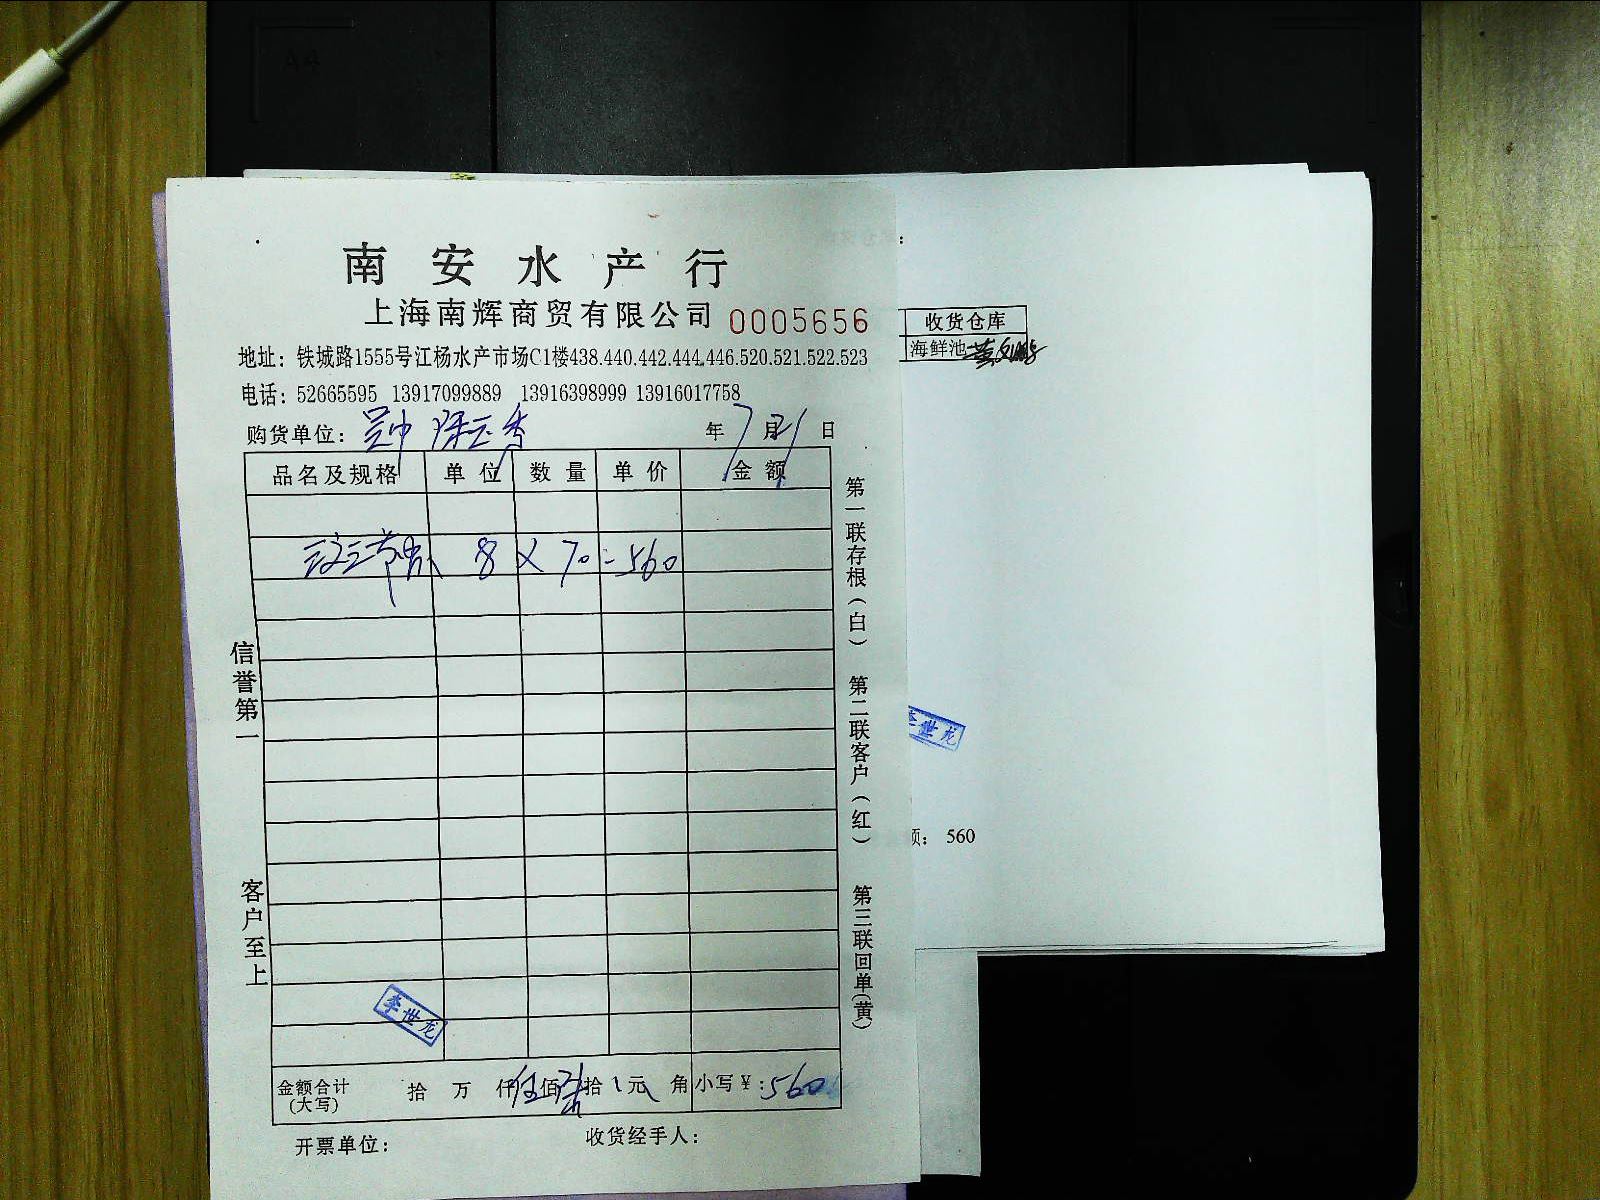 南安水产行
上海南辉商贸有限公司 0005656
地址：铁城路1555号江杨水产市场C1楼438.440.442.444.446.520.521.522.523
电话：52665595 13917099889 13916398999 13916017758
购货单位： 年7月21日
品名及规格 单位 数量 单价 金额
8 × 70 = 560
信誉第一
客户至上
第一联存根（白） 第二联客户（红） 第三联回单（黄）
李世龙
金额合计（大写） 拾 万 仟伍佰陆拾 元 角 小写￥：560
开票单位： 收货经手人：
收货仓库
海鲜池
李世龙
项： 560